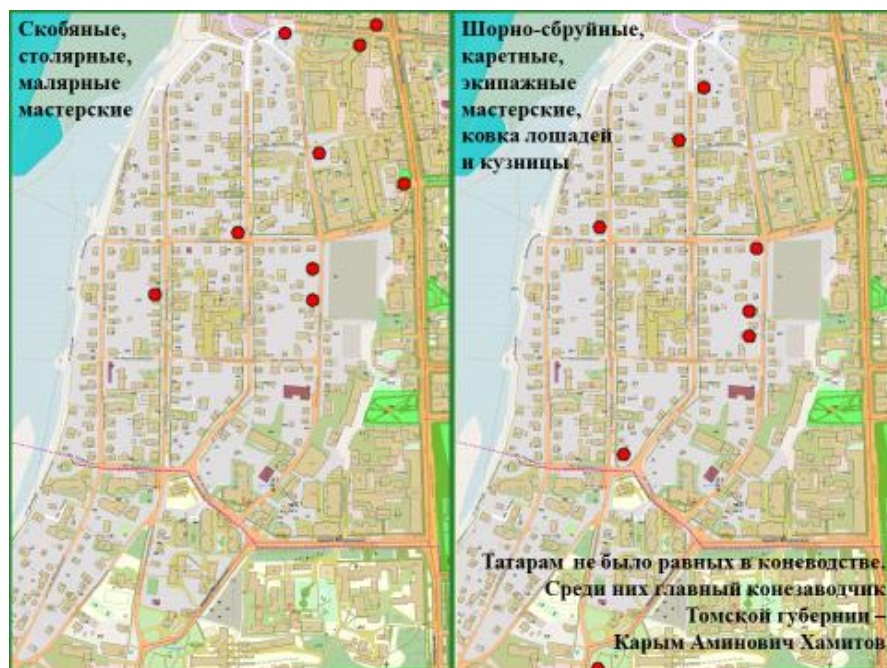 Скобяные,
столярные,
малярные
мастерские
Шорно-сбруйные,
каретные,
экипажные
мастерские,
ковка лошадей
и кузницы
Татарам не было равных в коневодстве.
Среди них главный конезаводчик
Томской губернии –
Карым Аминович Хамитов